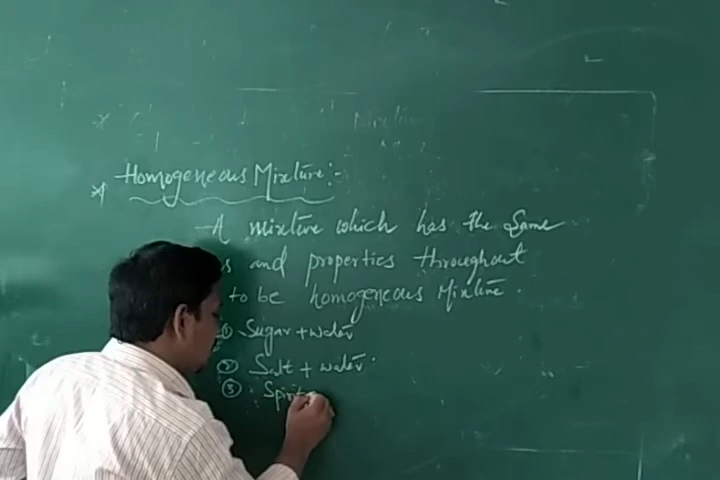 * Homogeneous Mixture :-
A mixture which has the same
and properties throughout
to be homogeneous Mixture.
① Sugar + water
② Salt + water
③ Spirit